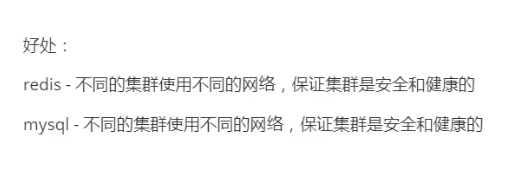 好处：
redis - 不同的集群使用不同的网络，保证集群是安全和健康的
mysql - 不同的集群使用不同的网络，保证集群是安全和健康的